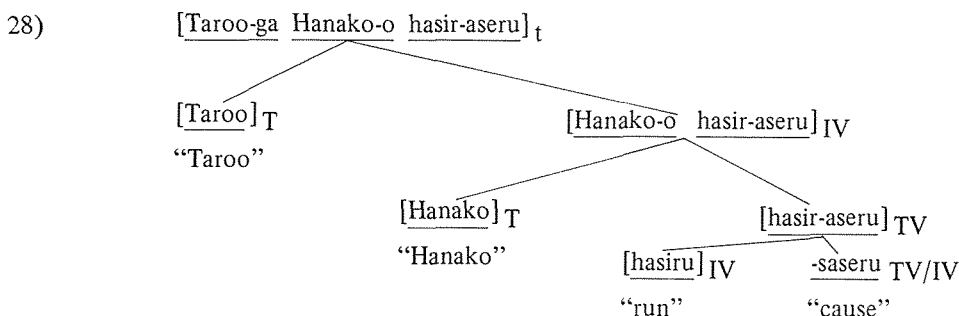 28) [Taroo-ga Hanako-o hasir-aseru] t
[Taroo] T [Hanako-o hasir-aseru] IV
“Taroo”
[Hanako] T [hasir-aseru] TV
“Hanako” [hasiru] IV -saseru TV/IV
“run” “cause”